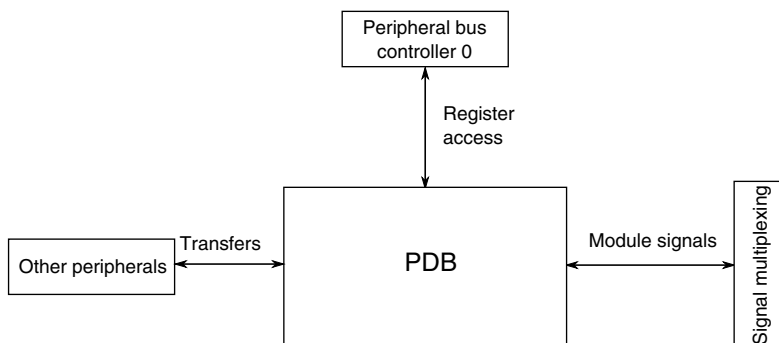 Peripheral bus
controller 0
Register
access
Other peripherals
Transfers
PDB
Module signals
Signal multiplexing